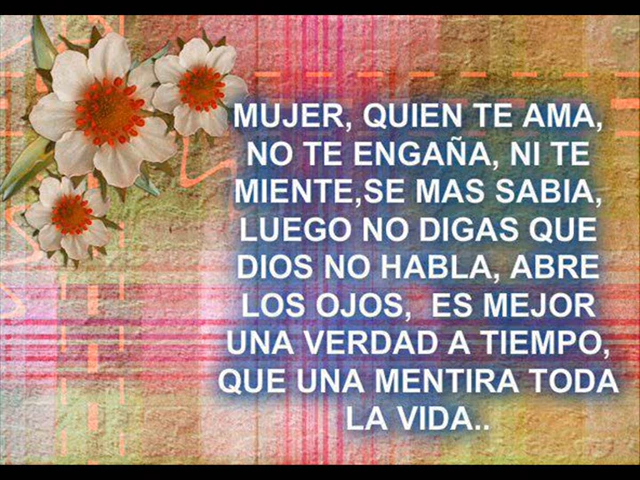 MUJER, QUIEN TE AMA,
NO TE ENGAÑA, NI TE
MIENTE,SE MAS SABIA,
LUEGO NO DIGAS QUE
DIOS NO HABLA, ABRE
LOS OJOS,  ES MEJOR
UNA VERDAD A TIEMPO,
QUE UNA MENTIRA TODA
LA VIDA..